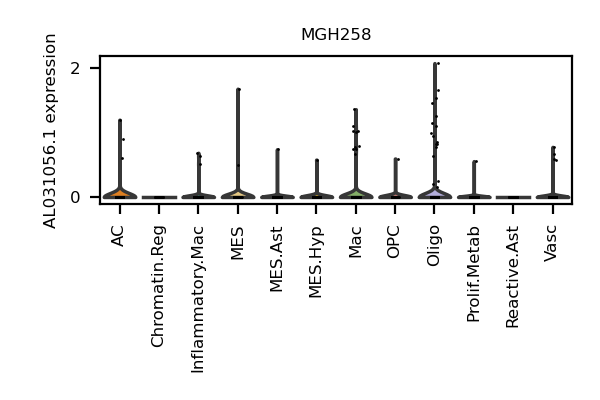 MGH258
AL031056.1 expression
2
0
AC
Chromatin.Reg
Inflammatory.Mac
MES
MES.Ast
MES.Hyp
Mac
OPC
Oligo
Prolif.Metab
Reactive.Ast
Vasc